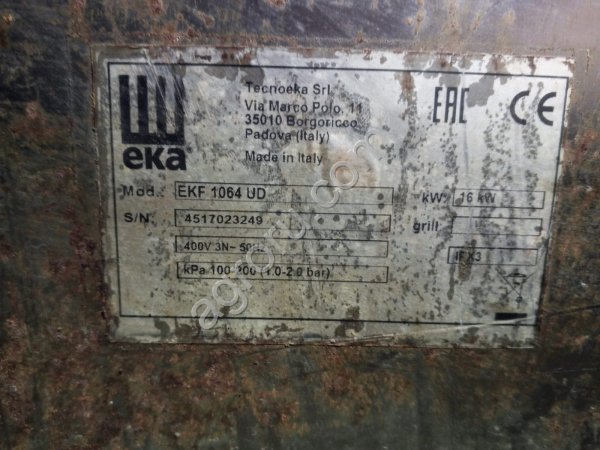 eka
Tecnoeka Srl
Via Marco Polo, 11
35010 Borgoricco
Padova (Italy)
Made in Italy
EAC CE
Mod.: EKF 1064 UD
S/N: 4517023249
400V 3N~ 50Hz
kPa 100-200 (1.0-2.0 bar)
kW: 16 kW
grill
IPX3
agroru.com